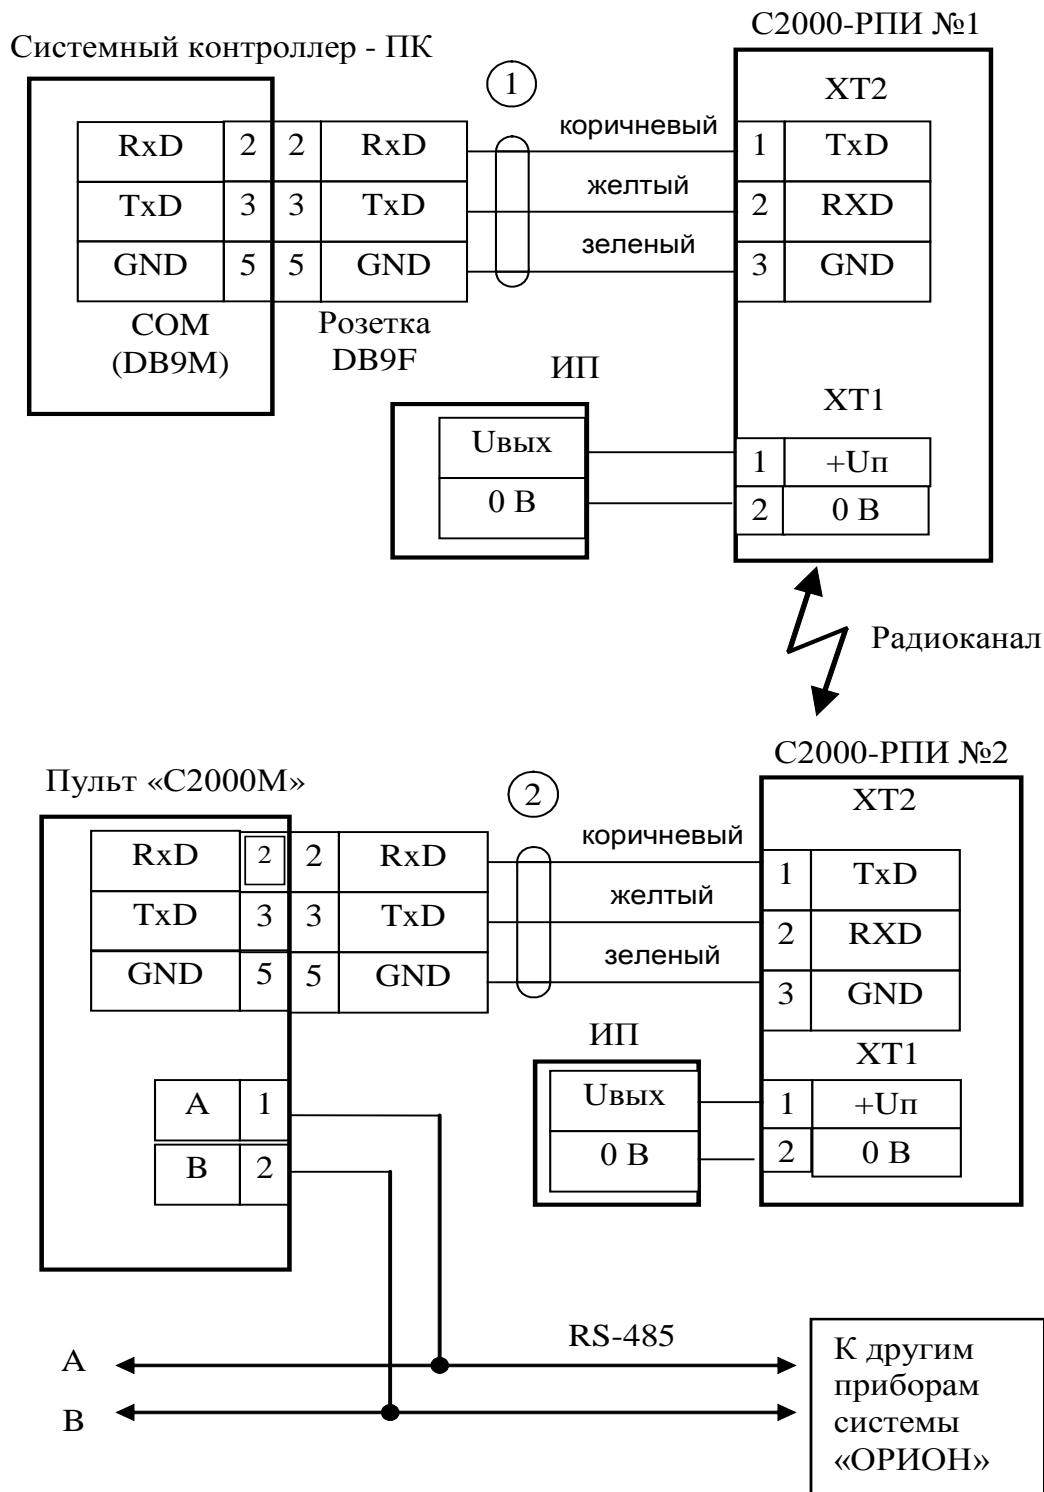 С2000-РПИ №1
Системный контроллер - ПК
1
XT2
коричневый
RxD 2 2 RxD 1 TxD
желтый
TxD 3 3 TxD 2 RXD
зеленый
GND 5 5 GND 3 GND
COM
(DB9M)
Розетка
DB9F
ИП
XT1
Uвых 1 +Uп
0 В 2 0 В
Радиоканал
С2000-РПИ №2
Пульт «С2000М»
2
XT2
коричневый
RxD 2 2 RxD 1 TxD
желтый
TxD 3 3 TxD 2 RXD
зеленый
GND 5 5 GND 3 GND
ИП
XT1
A 1
Uвых 1 +Uп
B 2
0 В 2 0 В
RS-485
A
B
К другим
приборам
системы
«ОРИОН»